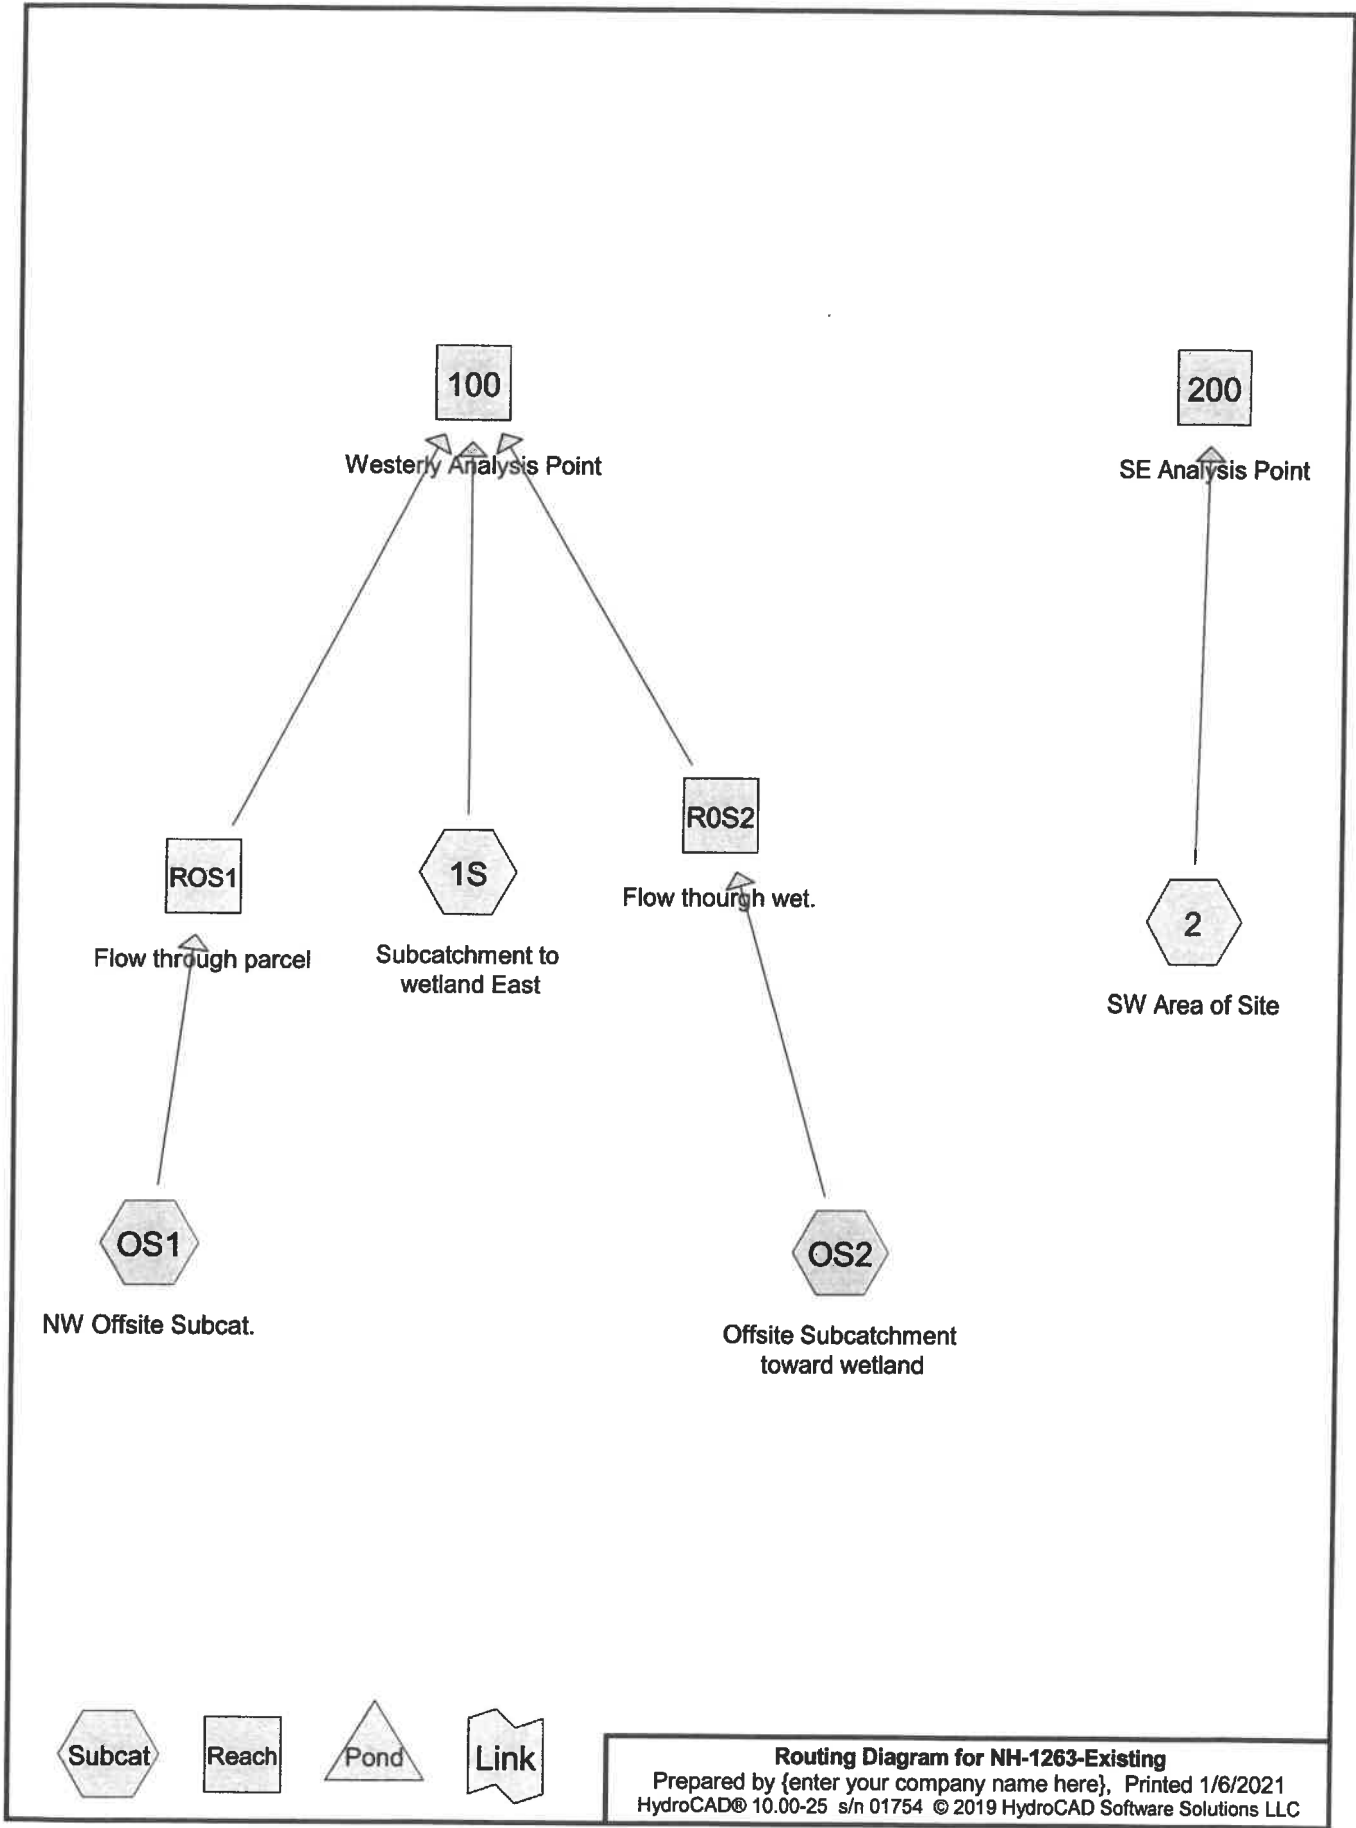 100
Westerly Analysis Point
200
SE Analysis Point
ROS1
Flow through parcel
1S
Subcatchment to
wetland East
R0S2
Flow thourgh wet.
2
SW Area of Site
OS1
NW Offsite Subcat.
OS2
Offsite Subcatchment
toward wetland
Subcat
Reach
Pond
Link
Routing Diagram for NH-1263-Existing
Prepared by {enter your company name here}, Printed 1/6/2021
HydroCAD® 10.00-25 s/n 01754 © 2019 HydroCAD Software Solutions LLC